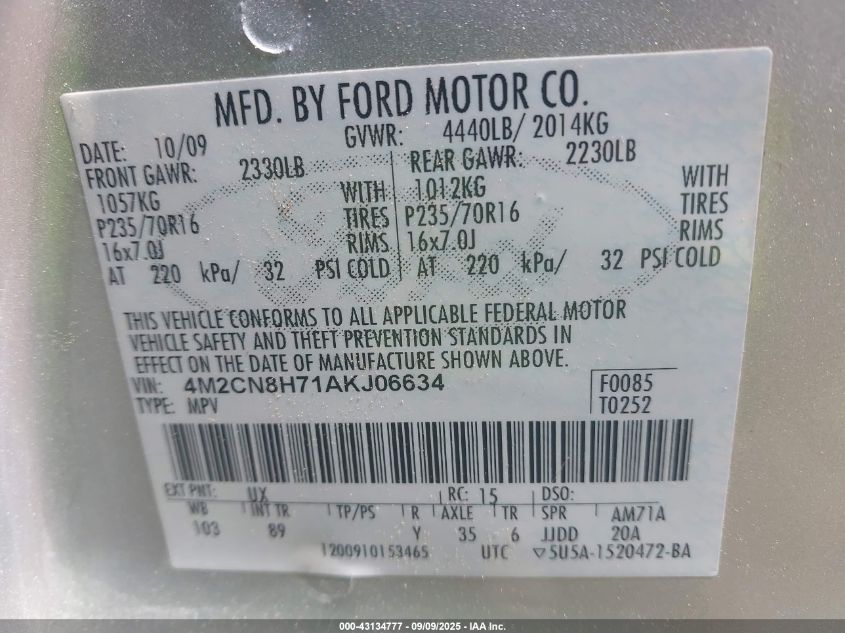 MFD. BY FORD MOTOR CO.
DATE: 10/09 GVWR: 4440LB/ 2014KG
FRONT GAWR: 2330LB REAR GAWR: 2230LB
1057KG WITH 1012KG WITH
P235/70R16 TIRES P235/70R16 TIRES
16x7.0J RIMS 16x7.0J RIMS
AT 220 kPa/ 32 PSI COLD AT 220 kPa/ 32 PSI COLD
THIS VEHICLE CONFORMS TO ALL APPLICABLE FEDERAL MOTOR
VEHICLE SAFETY AND THEFT PREVENTION STANDARDS IN
EFFECT ON THE DATE OF MANUFACTURE SHOWN ABOVE.
VIN: 4M2CN8H71AKJ06634 F0085
TYPE: MPV T0252
EXT PNT: UX RC: 15 DSO:
WB INT TR TP/PS R AXLE TR SPR AM71A
103 89 Y 35 6 JJDD 20A
1200910153465 UTC ▽5U5A-1520472-BA
000-43134777 - 09/09/2025 - IAA Inc.